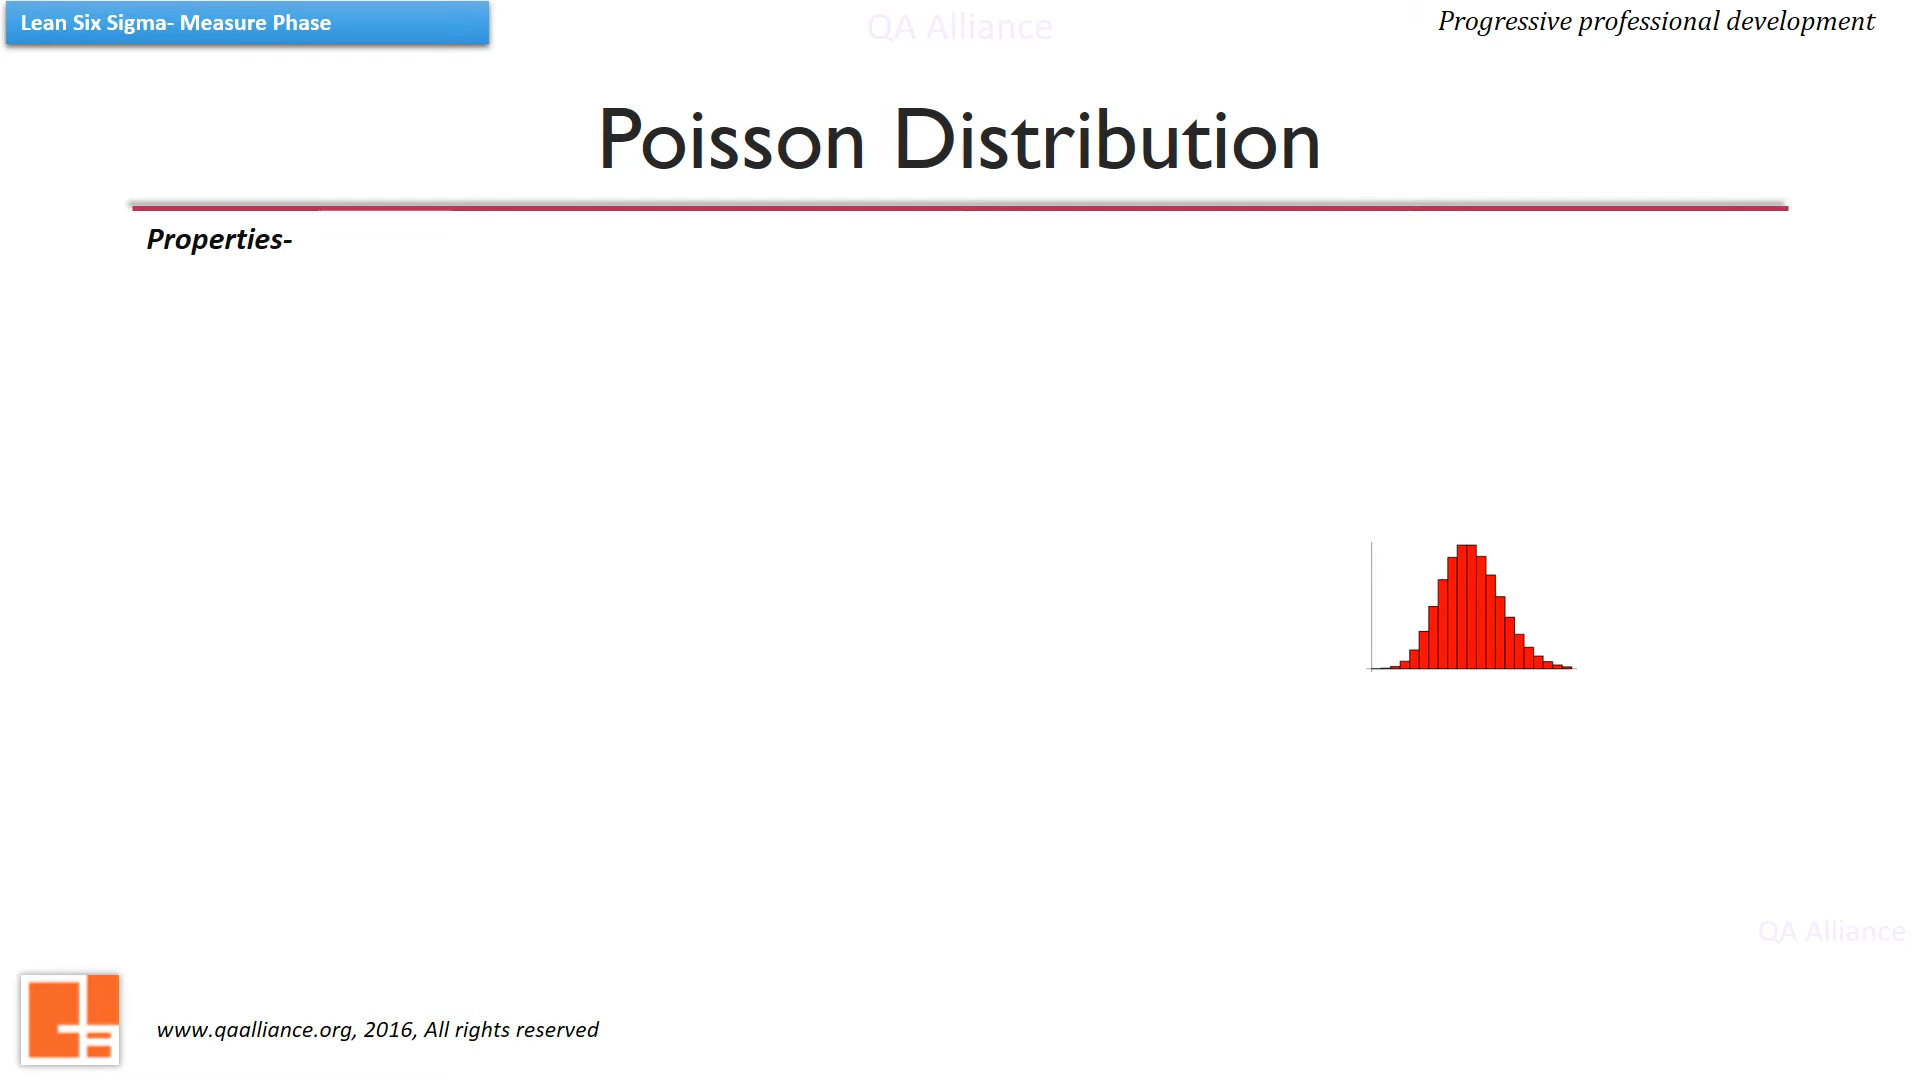 Lean Six Sigma- Measure Phase
QA Alliance
Progressive professional development
Poisson Distribution
Properties-
QA Alliance
www.qaalliance.org, 2016, All rights reserved